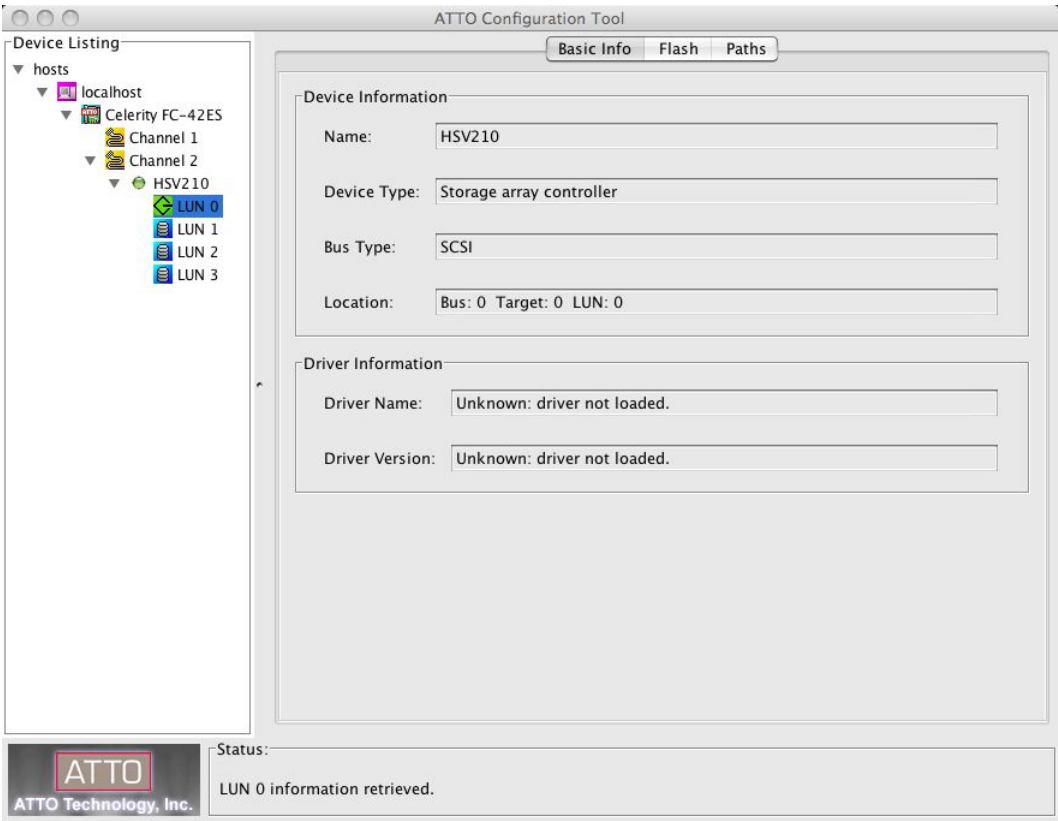 ATTO Configuration Tool
Device Listing
hosts
localhost
Celerity FC-42ES
Channel 1
Channel 2
HSV210
LUN 0
LUN 1
LUN 2
LUN 3
Basic Info Flash Paths
Device Information
Name: HSV210
Device Type: Storage array controller
Bus Type: SCSI
Location: Bus: 0 Target: 0 LUN: 0
Driver Information
Driver Name: Unknown: driver not loaded.
Driver Version: Unknown: driver not loaded.
ATTO
ATTO Technology, Inc.
Status:
LUN 0 information retrieved.